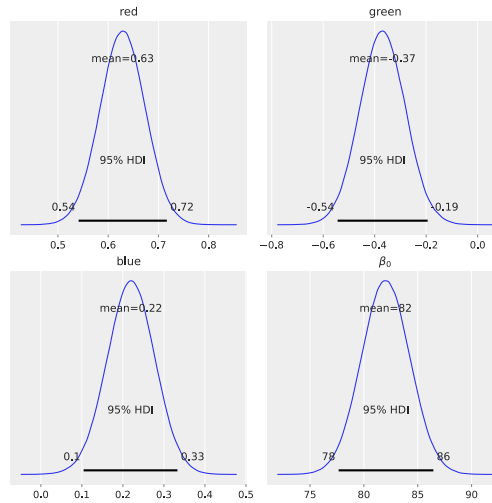 red
green
mean=0.63
mean=-0.37
95% HDI
95% HDI
0.54
0.72
-0.54
-0.19
0.5 0.6 0.7 0.8
−0.8 −0.6 −0.4 −0.2 0.0
blue
β0
mean=0.22
mean=82
95% HDI
95% HDI
0.1
0.33
78
86
0.0 0.1 0.2 0.3 0.4 0.5
75 80 85 90